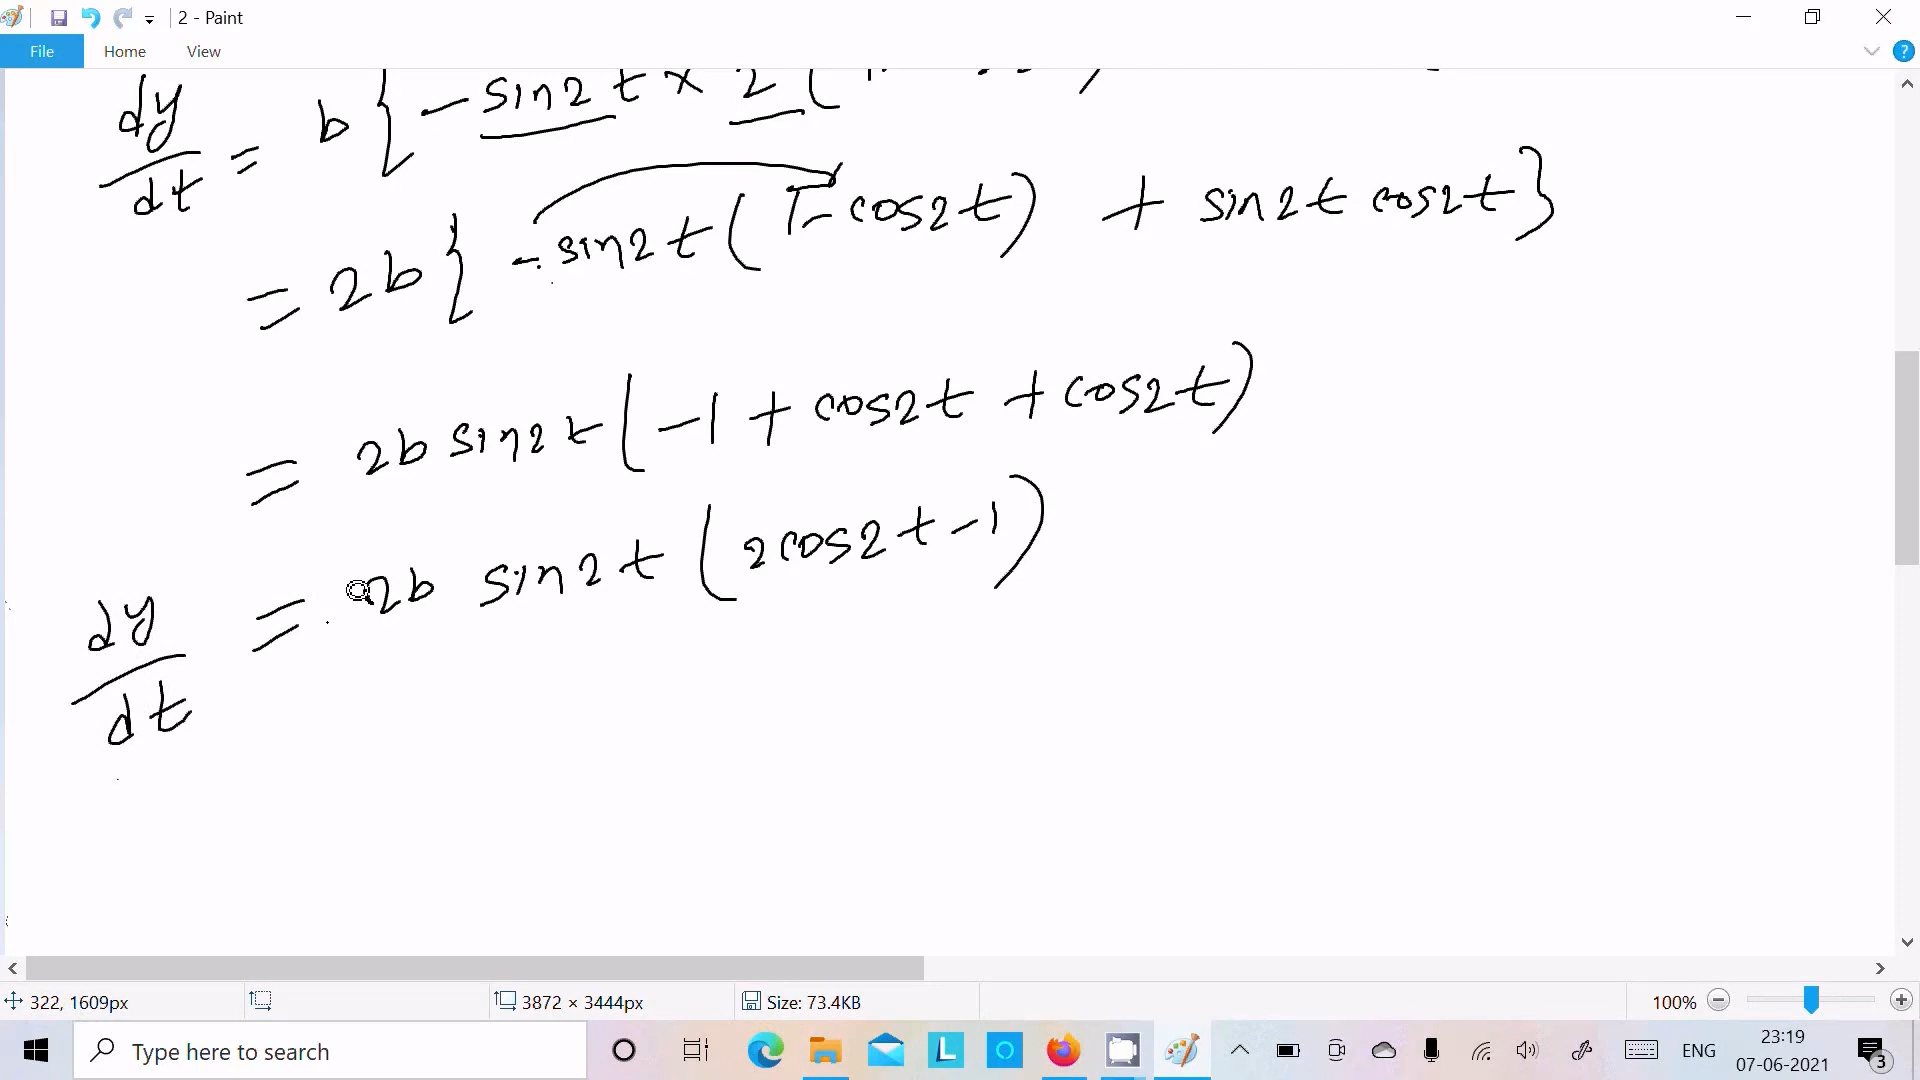 2 - Paint
File Home View
dy/dt = b{ -sin2t × 2(
= 2b{ -sin2t(1-cos2t) + sin2t cos2t}
= 2b sin2t(-1 + cos2t + cos2t)
dy/dt = 2b sin2t (2cos2t-1)
322, 1609px 3872 × 3444px Size: 73.4KB 100%
Type here to search ENG 23:19
07-06-2021 3